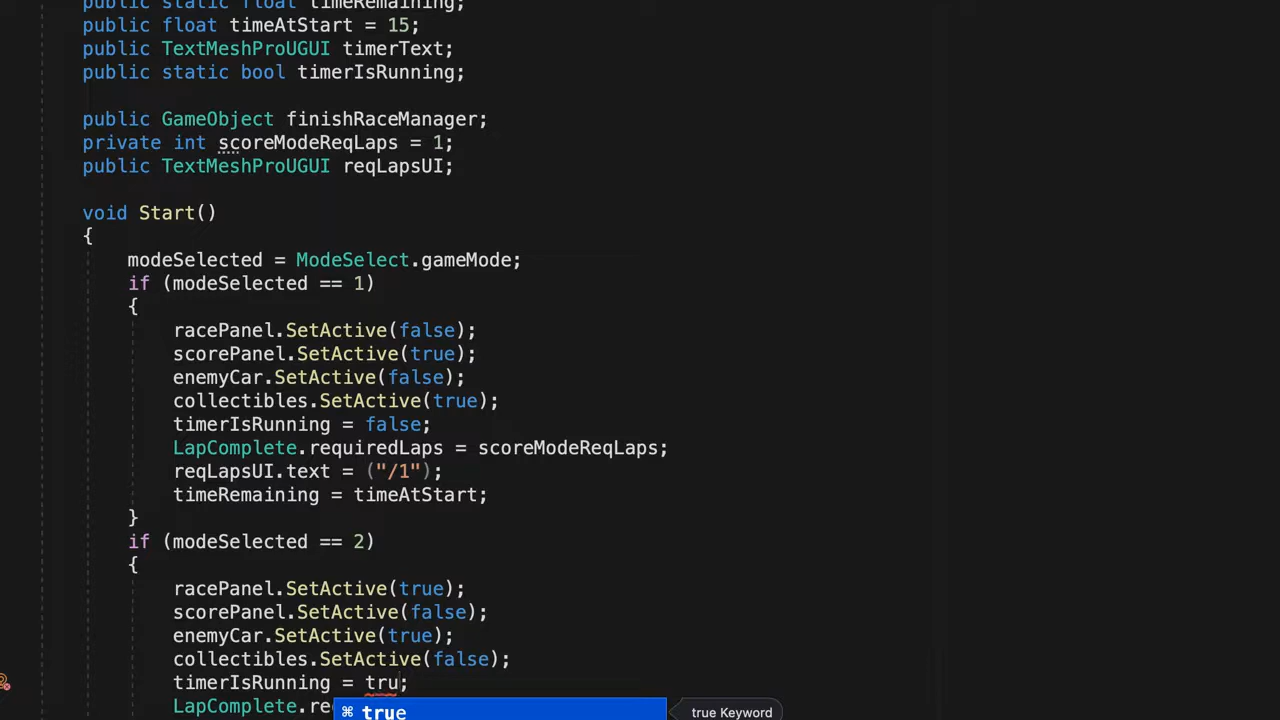 public static float timeRemaining;
public float timeAtStart = 15;
public TextMeshProUGUI timerText;
public static bool timerIsRunning;
public GameObject finishRaceManager;
private int scoreModeReqLaps = 1;
public TextMeshProUGUI reqLapsUI;
void Start()
{
modeSelected = ModeSelect.gameMode;
if (modeSelected == 1)
{
racePanel.SetActive(false);
scorePanel.SetActive(true);
enemyCar.SetActive(false);
collectibles.SetActive(true);
timerIsRunning = false;
LapComplete.requiredLaps = scoreModeReqLaps;
reqLapsUI.text = ("/1");
timeRemaining = timeAtStart;
}
if (modeSelected == 2)
{
racePanel.SetActive(true);
scorePanel.SetActive(false);
enemyCar.SetActive(true);
collectibles.SetActive(false);
timerIsRunning = tru;
LapComplete.re
⌘ true
true Keyword